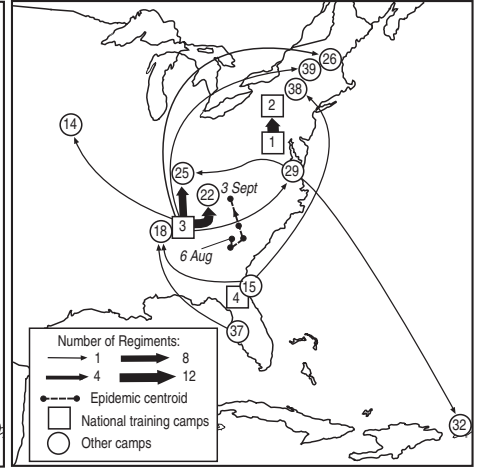 26
39
38
2
14
1
25
29
22
3 Sept
3
18
6 Aug
15
4
37
32
Number of Regiments:
1 8
4 12
Epidemic centroid
National training camps
Other camps